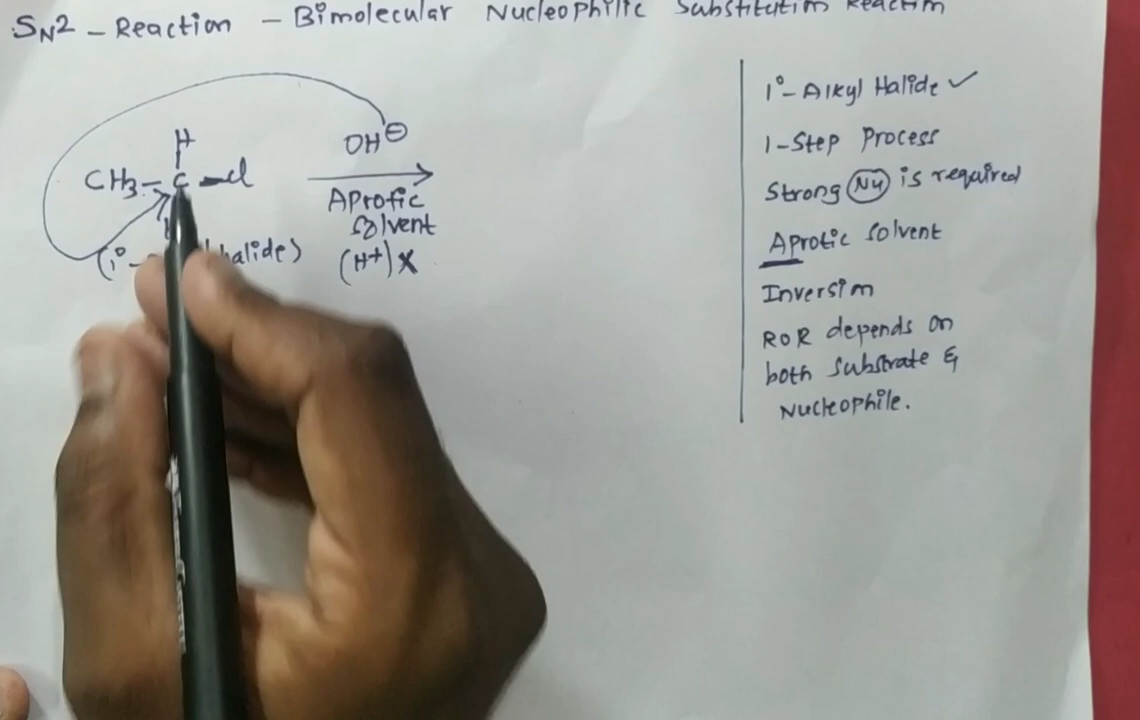 SN2 - Reaction - Bimolecular Nucleophilic Substitution Reaction
H
OH⊖
CH3 - C - Cl
Aprotic
solvent
(H+) X
(1°- halide)
1°- Alkyl Halide ✓
1-Step Process
Strong Nu is required
Aprotic solvent
Inversion
ROR depends on
both substrate &
Nucleophile.